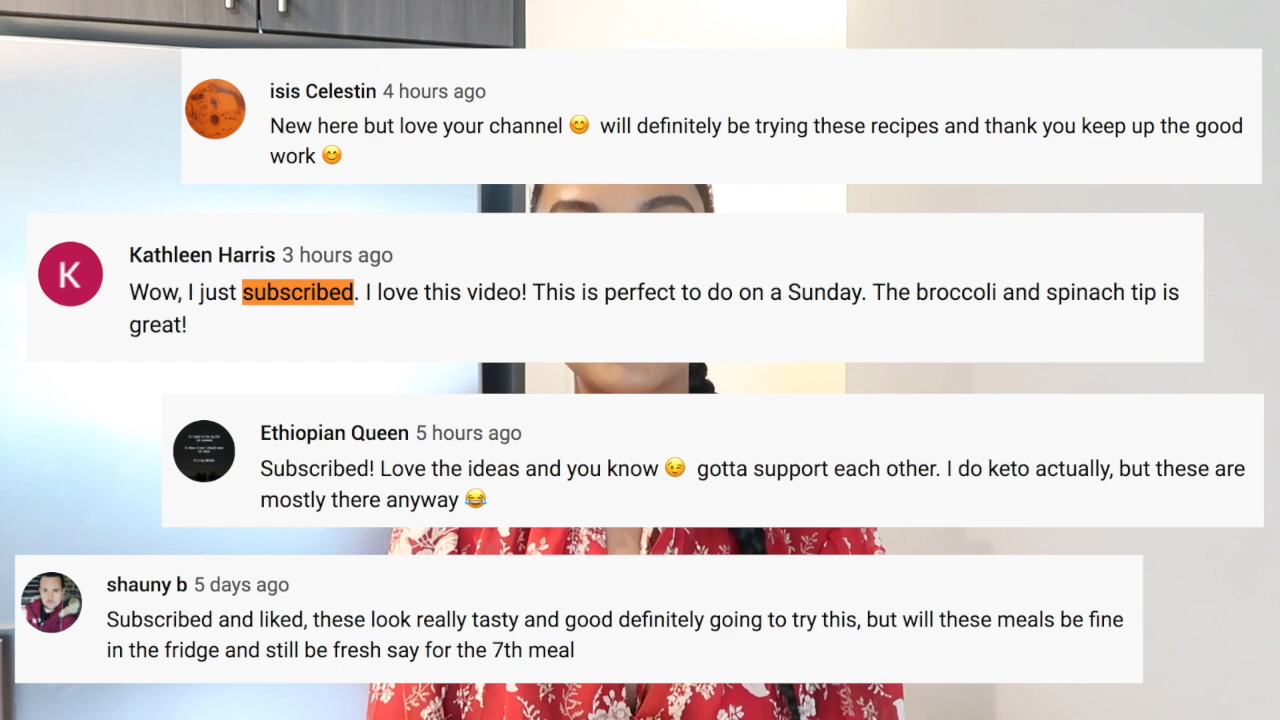 isis Celestin 4 hours ago
New here but love your channel 😊 will definitely be trying these recipes and thank you keep up the good
work 😊
K
Kathleen Harris 3 hours ago
Wow, I just subscribed. I love this video! This is perfect to do on a Sunday. The broccoli and spinach tip is
great!
Ethiopian Queen 5 hours ago
Subscribed! Love the ideas and you know 😉 gotta support each other. I do keto actually, but these are
mostly there anyway 😂
shauny b 5 days ago
Subscribed and liked, these look really tasty and good definitely going to try this, but will these meals be fine
in the fridge and still be fresh say for the 7th meal